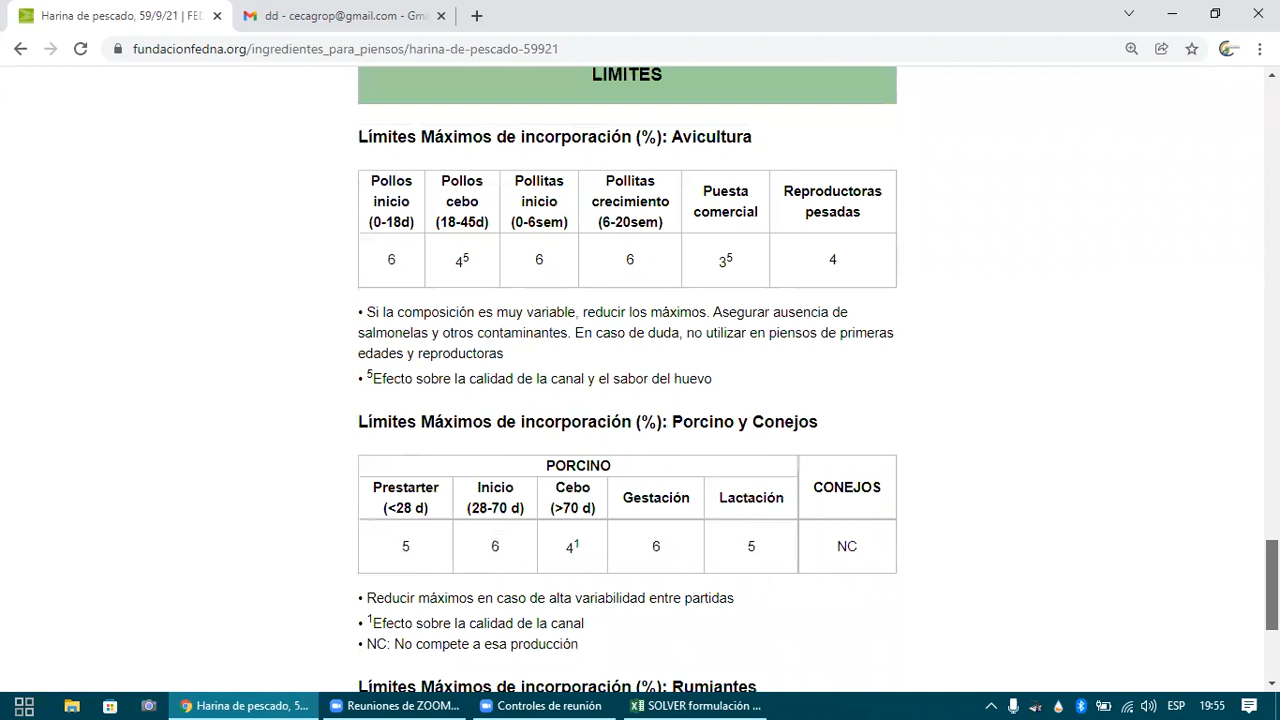 Harina de pescado, 59/9/21 | FED
dd - cecagrop@gmail.com - Gm
fundacionfedna.org/ingredientes_para_piensos/harina-de-pescado-59921
LIMITES
Límites Máximos de incorporación (%): Avicultura
Pollos inicio (0-18d)
Pollos cebo (18-45d)
Pollitas inicio (0-6sem)
Pollitas crecimiento (6-20sem)
Puesta comercial
Reproductoras pesadas
6 4⁵ 6 6 3⁵ 4
• Si la composición es muy variable, reducir los máximos. Asegurar ausencia de
salmonelas y otros contaminantes. En caso de duda, no utilizar en piensos de primeras
edades y reproductoras
• ⁵Efecto sobre la calidad de la canal y el sabor del huevo
Límites Máximos de incorporación (%): Porcino y Conejos
PORCINO
Prestarter (<28 d)
Inicio (28-70 d)
Cebo (>70 d)
Gestación
Lactación
CONEJOS
5 6 4¹ 6 5 NC
• Reducir máximos en caso de alta variabilidad entre partidas
• ¹Efecto sobre la calidad de la canal
• NC: No compete a esa producción
Límites Máximos de incorporación (%): Rumiantes
Harina de pescado, 5...
Reuniones de ZOOM...
Controles de reunión
SOLVER formulación ...
ESP
19:55